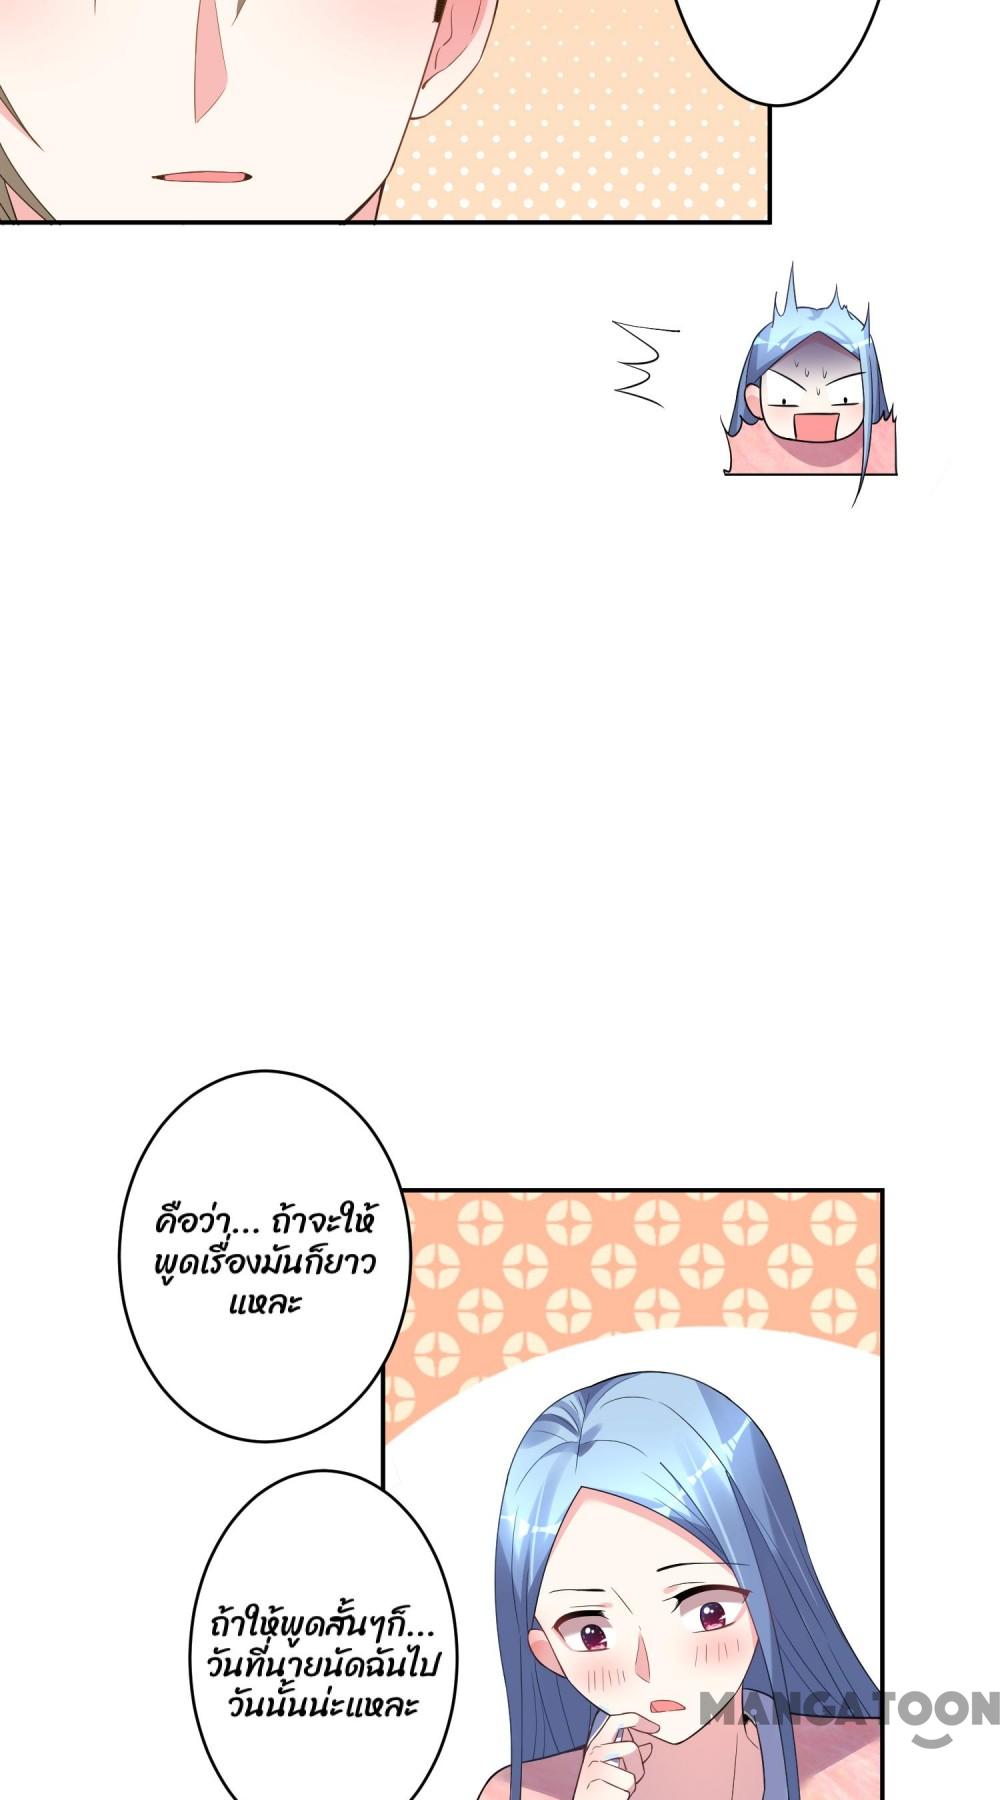 คือว่า... ถ้าจะให้
พูดเรื่องมันก็ยาว
แหละ
ถ้าให้พูดสั้นๆก็...
วันที่นายนัดฉันไป
วันนั้นน่ะแหละ
MANGATOON